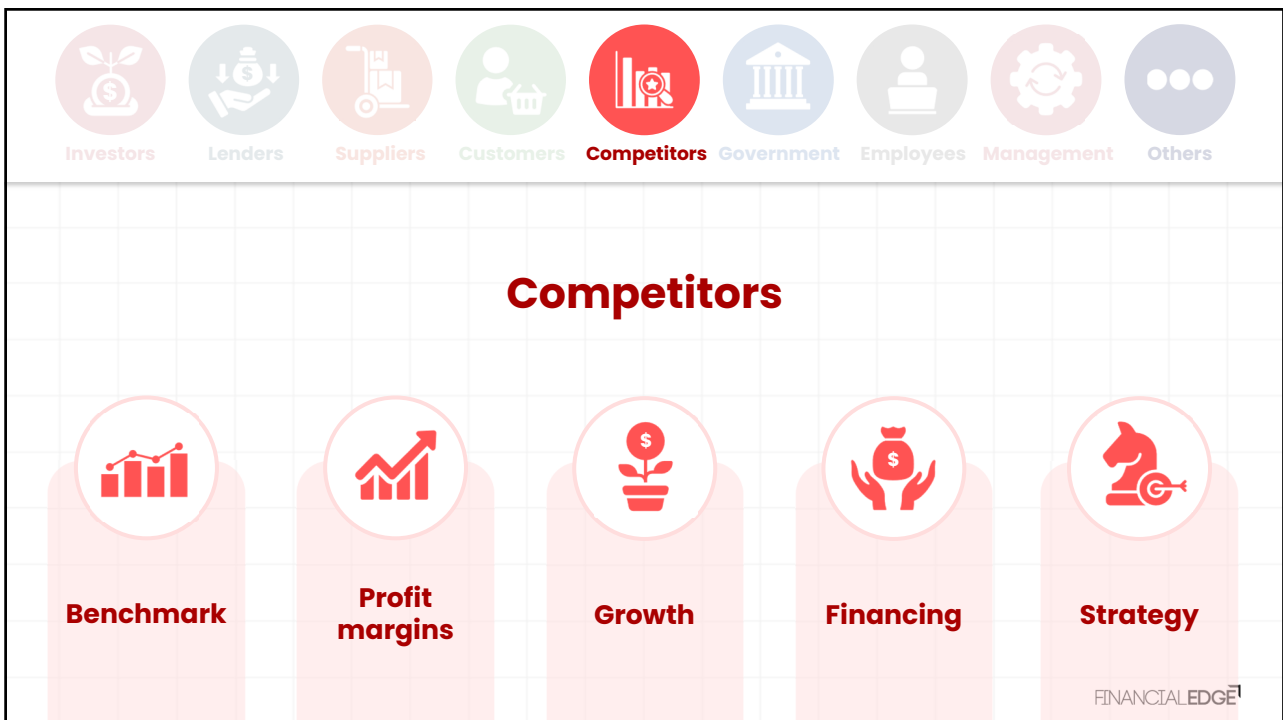 Investors
Lenders
Suppliers
Customers
Competitors
Government
Employees
Management
Others
Competitors
Benchmark
Profit
margins
Growth
Financing
Strategy
FINANCIALEDGE